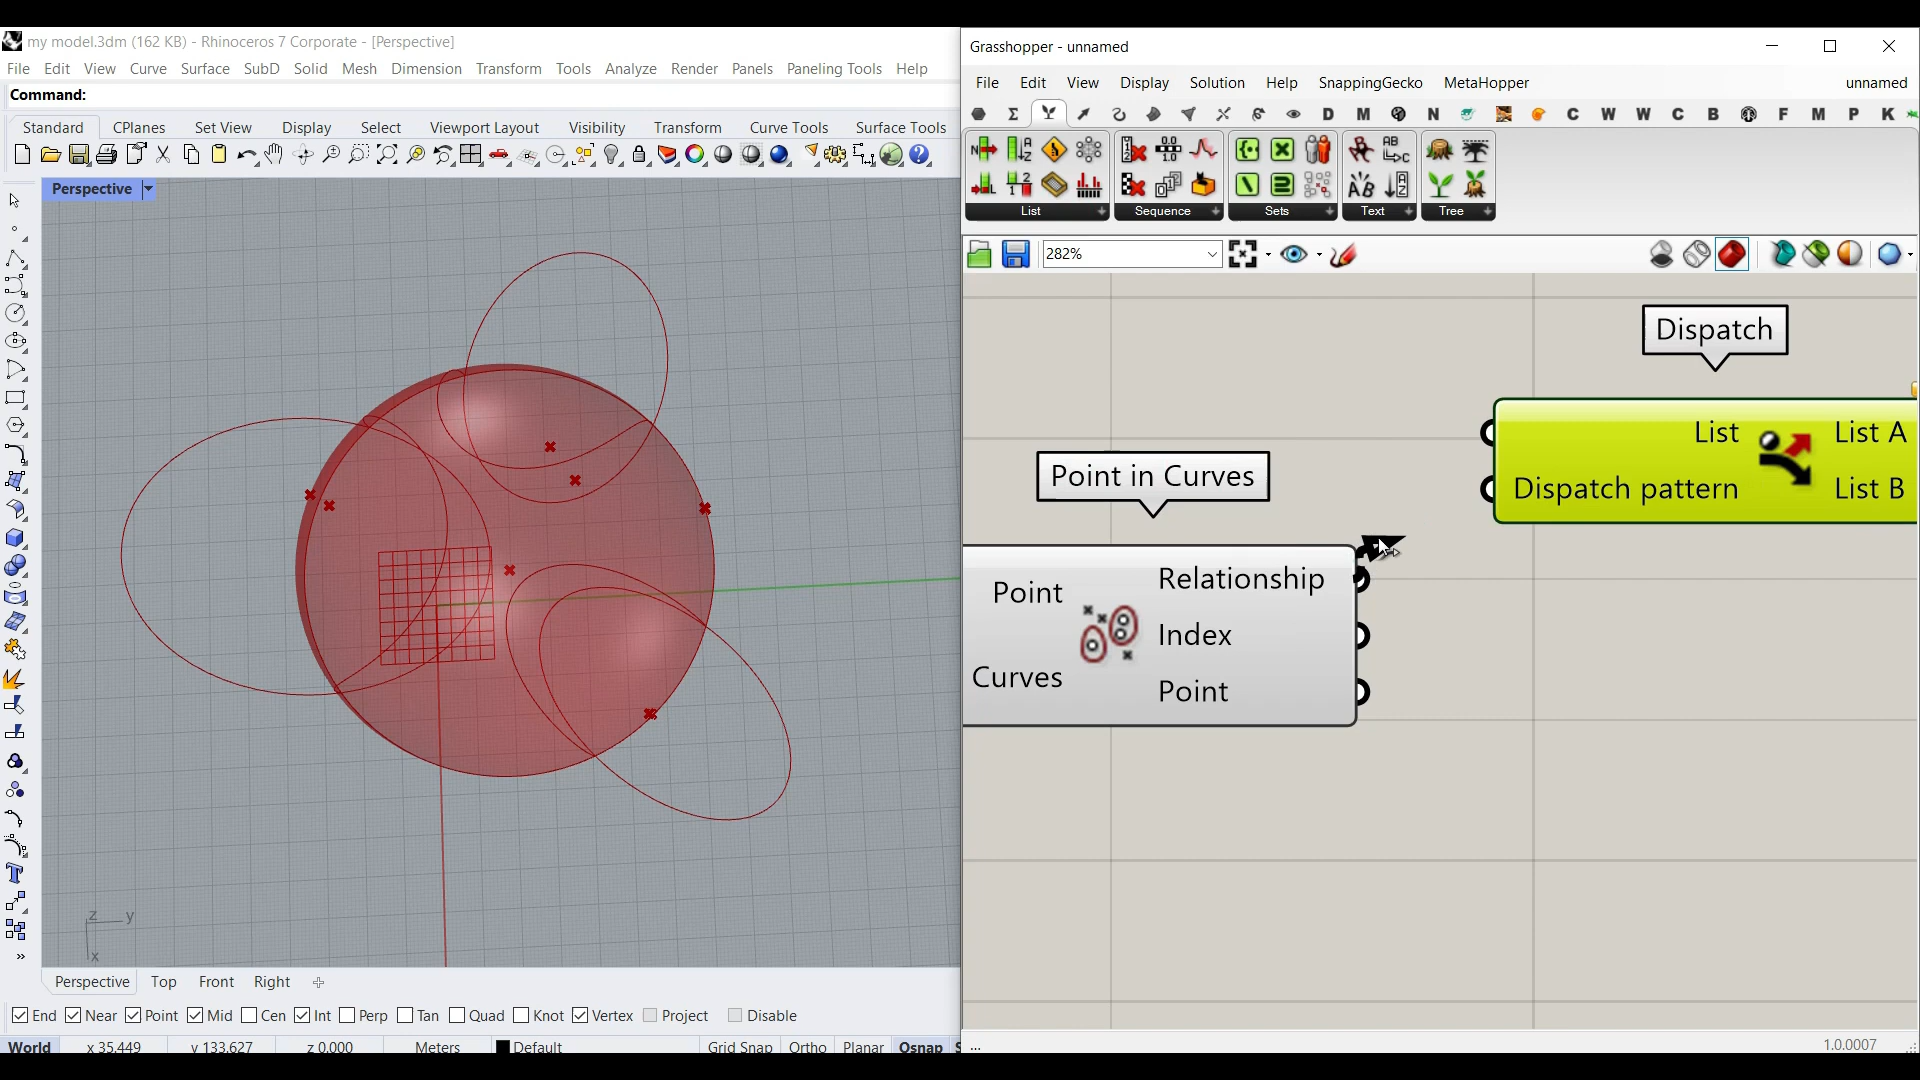 my model.3dm (162 KB) - Rhinoceros 7 Corporate - [Perspective]
File Edit View Curve Surface SubD Solid Mesh Dimension Transform Tools Analyze Render Panels Paneling Tools Help
Command:
Standard CPlanes Set View Display Select Viewport Layout Visibility Transform Curve Tools Surface Tools
Perspective
z y
x
Perspective Top Front Right
End Near Point Mid Cen Int Perp Tan Quad Knot Vertex Project Disable
World x 35.449 y 133.627 z 0.000 Meters Default Grid Snap Ortho Planar Osnap S
Grasshopper - unnamed
File Edit View Display Solution Help SnappingGecko MetaHopper unnamed
D M N C W W C B F M P K
List Sequence Sets Text Tree
282%
Dispatch
List List A
Dispatch pattern List B
Point in Curves
Point Relationship
Index
Curves Point
...
1.0.0007